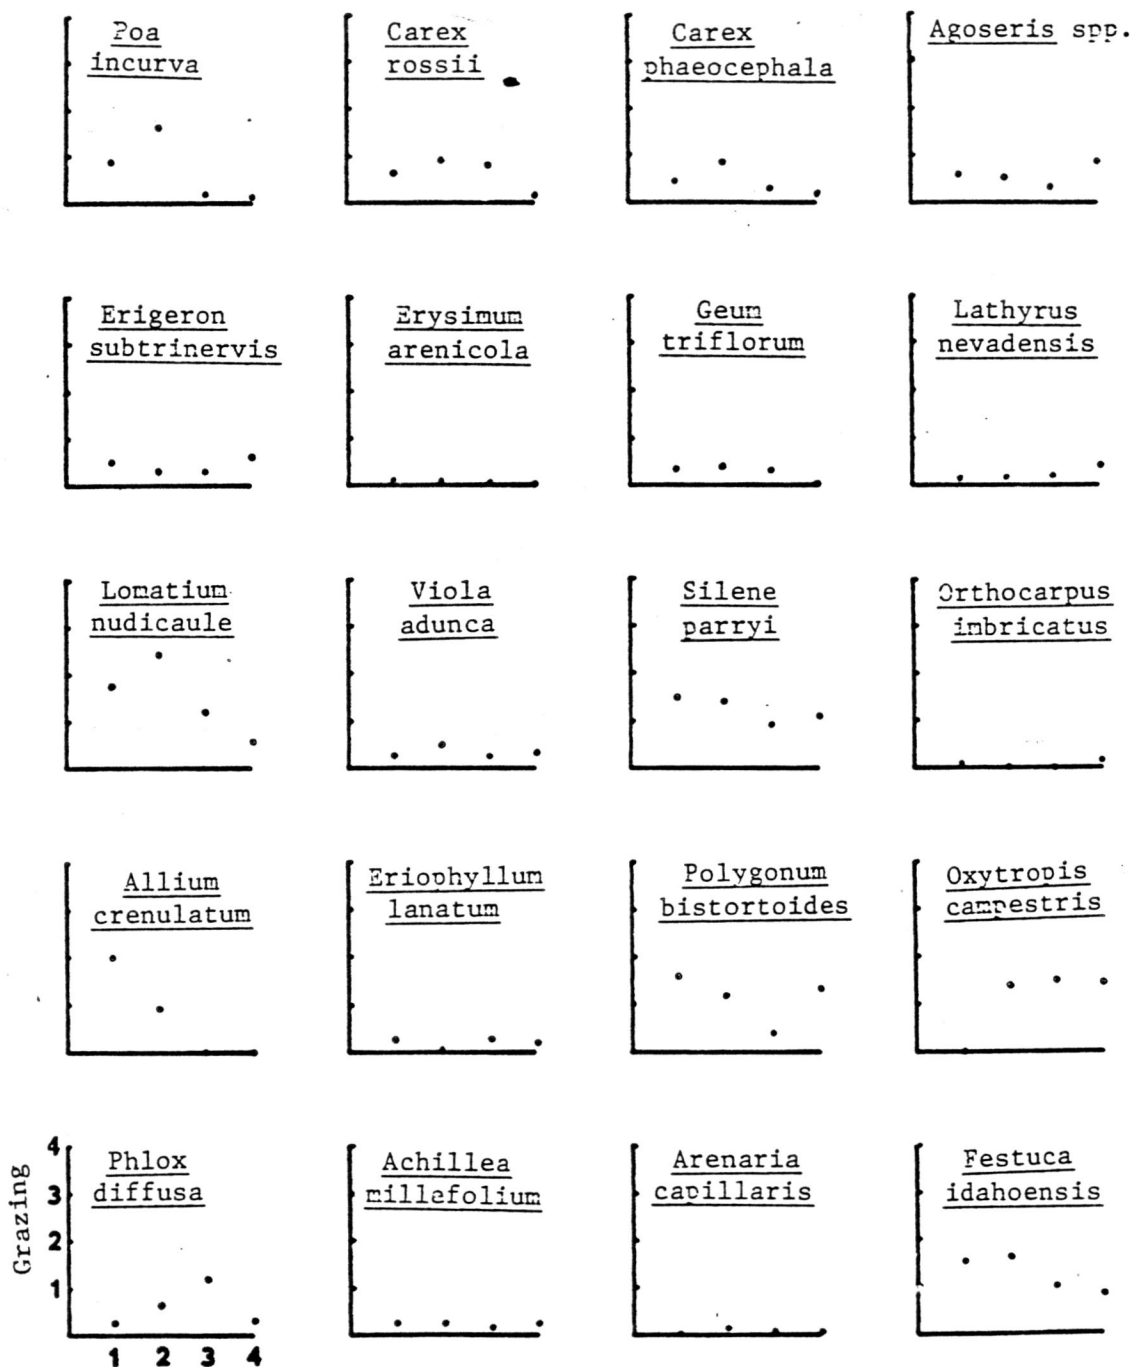 Poa
incurva
Carex
rossii
Carex
phaeocephala
Agoseris spp.
Erigeron
subtrinervis
Erysimum
arenicola
Geum
triflorum
Lathyrus
nevadensis
Lomatium
nudicaule
Viola
adunca
Silene
parryi
Orthocarpus
imbricatus
Allium
crenulatum
Eriophyllum
lanatum
Polygonum
bistortoides
Oxytropis
campestris
Phlox
diffusa
Achillea
millefolium
Arenaria
capillaris
Festuca
idahoensis
Grazing
4
3
2
1
1 2 3 4